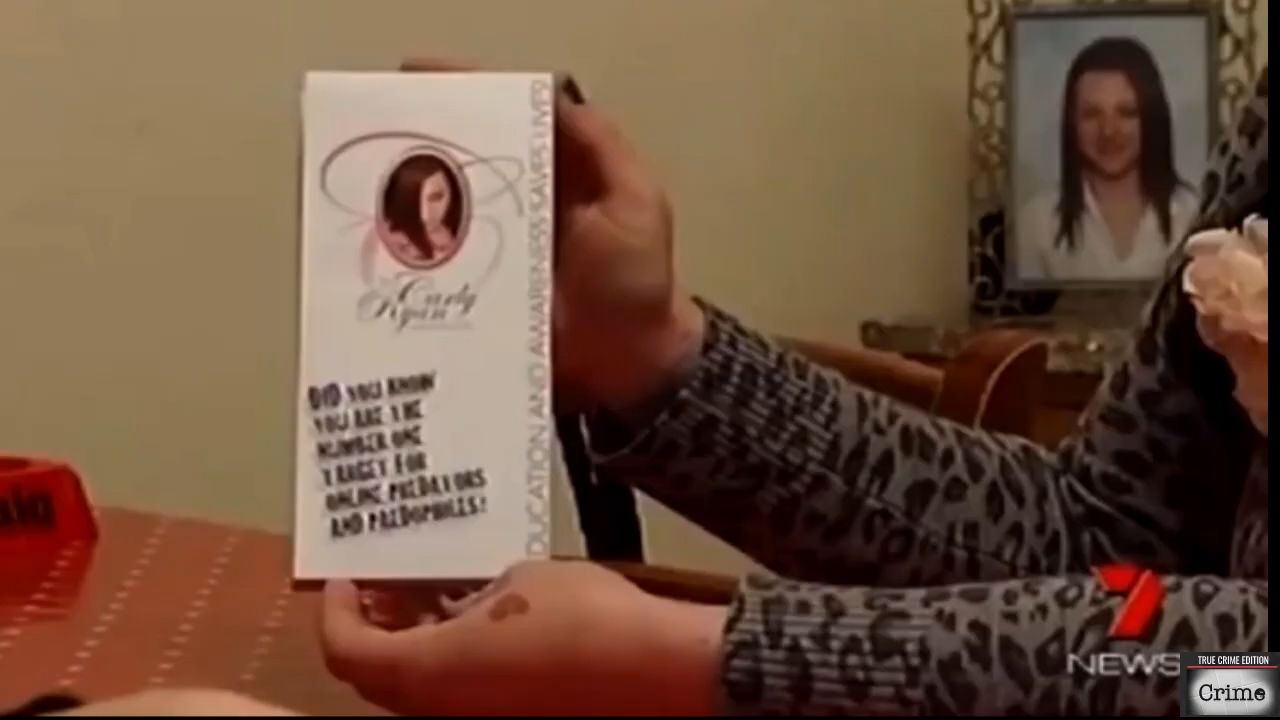 Carly
Ryan
DID YOU KNOW
YOU ARE THE
NUMBER ONE
TARGET FOR
ONLINE PREDATORS
AND PAEDOPHILES?
EDUCATION AND AWARENESS SAVES LIVES!
7
NEWS
TRUE CRIME EDITION
Crime